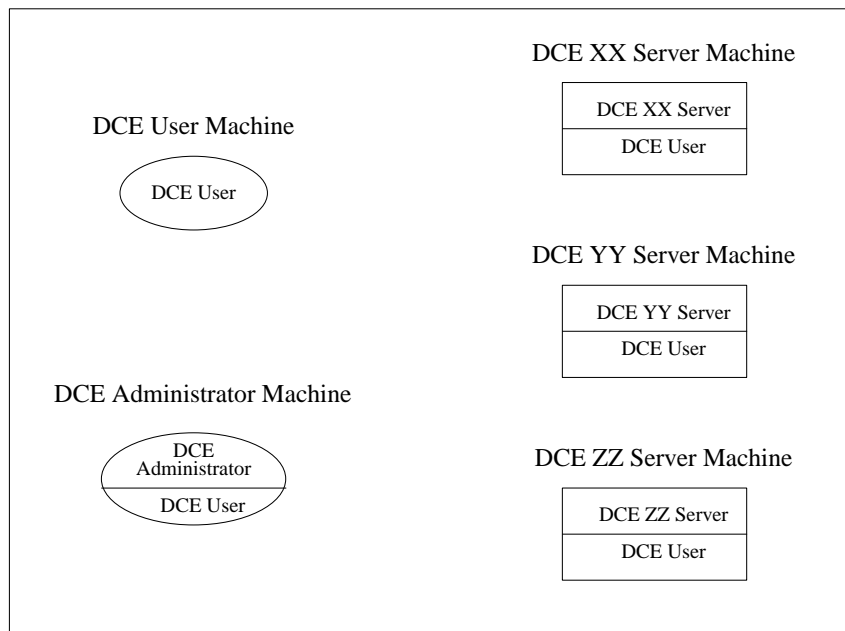 DCE User Machine
DCE User
DCE Administrator Machine
DCE
Administrator
DCE User
DCE XX Server Machine
DCE XX Server
DCE User
DCE YY Server Machine
DCE YY Server
DCE User
DCE ZZ Server Machine
DCE ZZ Server
DCE User